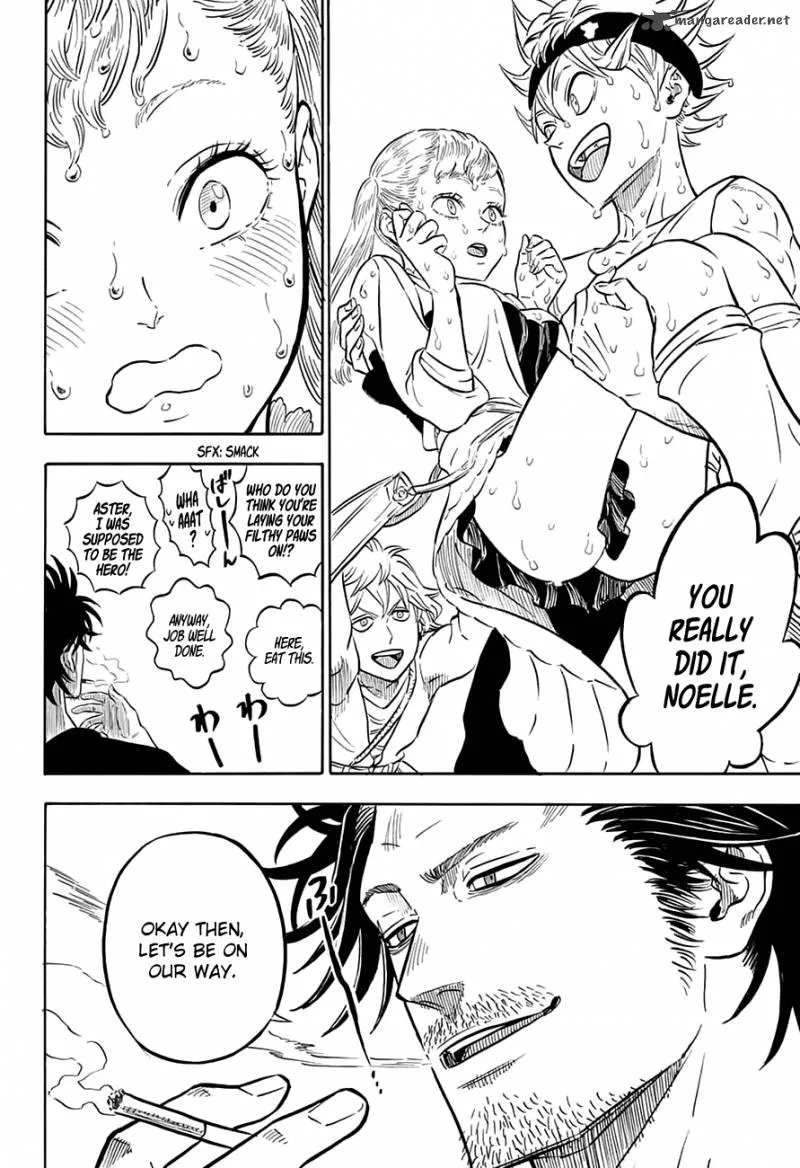 mangareader.net
YOU
REALLY
DID IT,
NOELLE.
SFX: SMACK
WHO DO
YOU THINK
YOU'RE
LAYING
YOUR
FILTHY PAWS
ON!?
ばしーん
WHA
AAAT
?
ASTER,
I WAS
SUPPOSED
TO BE THE
HERO!
HERE,
EAT THIS.
ANYWAY,
JOB WELL
DONE.
わー
わー
OKAY THEN,
LET'S BE ON
OUR WAY.